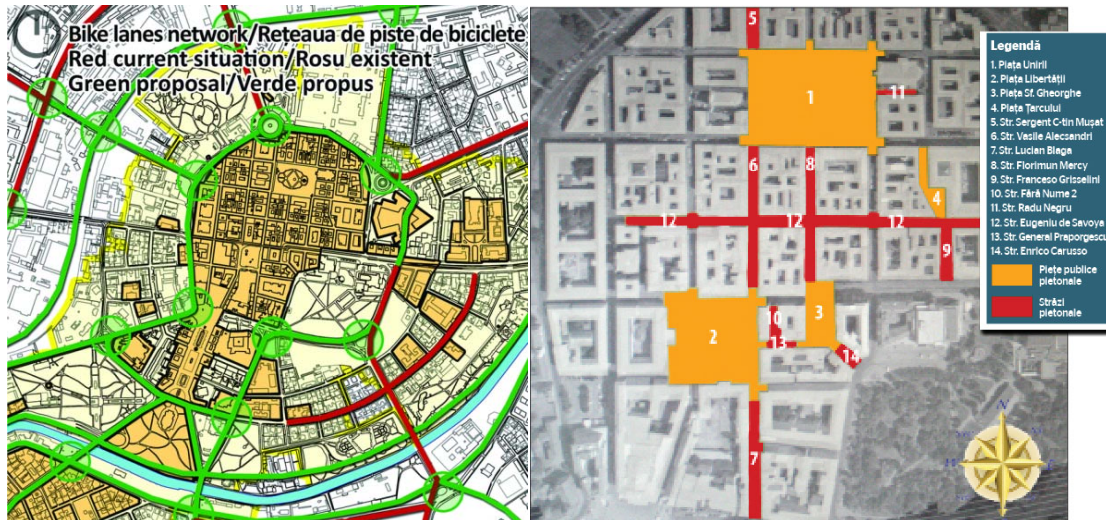 Bike lanes network/Reteaua de piste de biciclete
Red current situation/Rosu existent
Green proposal/Verde propus
5
1
11
6
8
4
12
12
12
9
2
10
3
13
14
7
N
Legendă
1. Piața Unirii
2. Piața Libertății
3. Piața Sf. Gheorghe
4. Piața Țarcului
5. Str. Sergent C-tin Mușat
6. Str. Vasile Alecsandri
7. Str. Lucian Blaga
8. Str. Florimun Mercy
9. Str. Franceso Grisselini
10. Str. Fără Nume 2
11. Str. Radu Negru
12. Str. Eugeniu de Savoya
13. Str. General Praporgescu
14. Str. Enrico Carusso
Piețe publice
pietonale
Străzi
pietonale